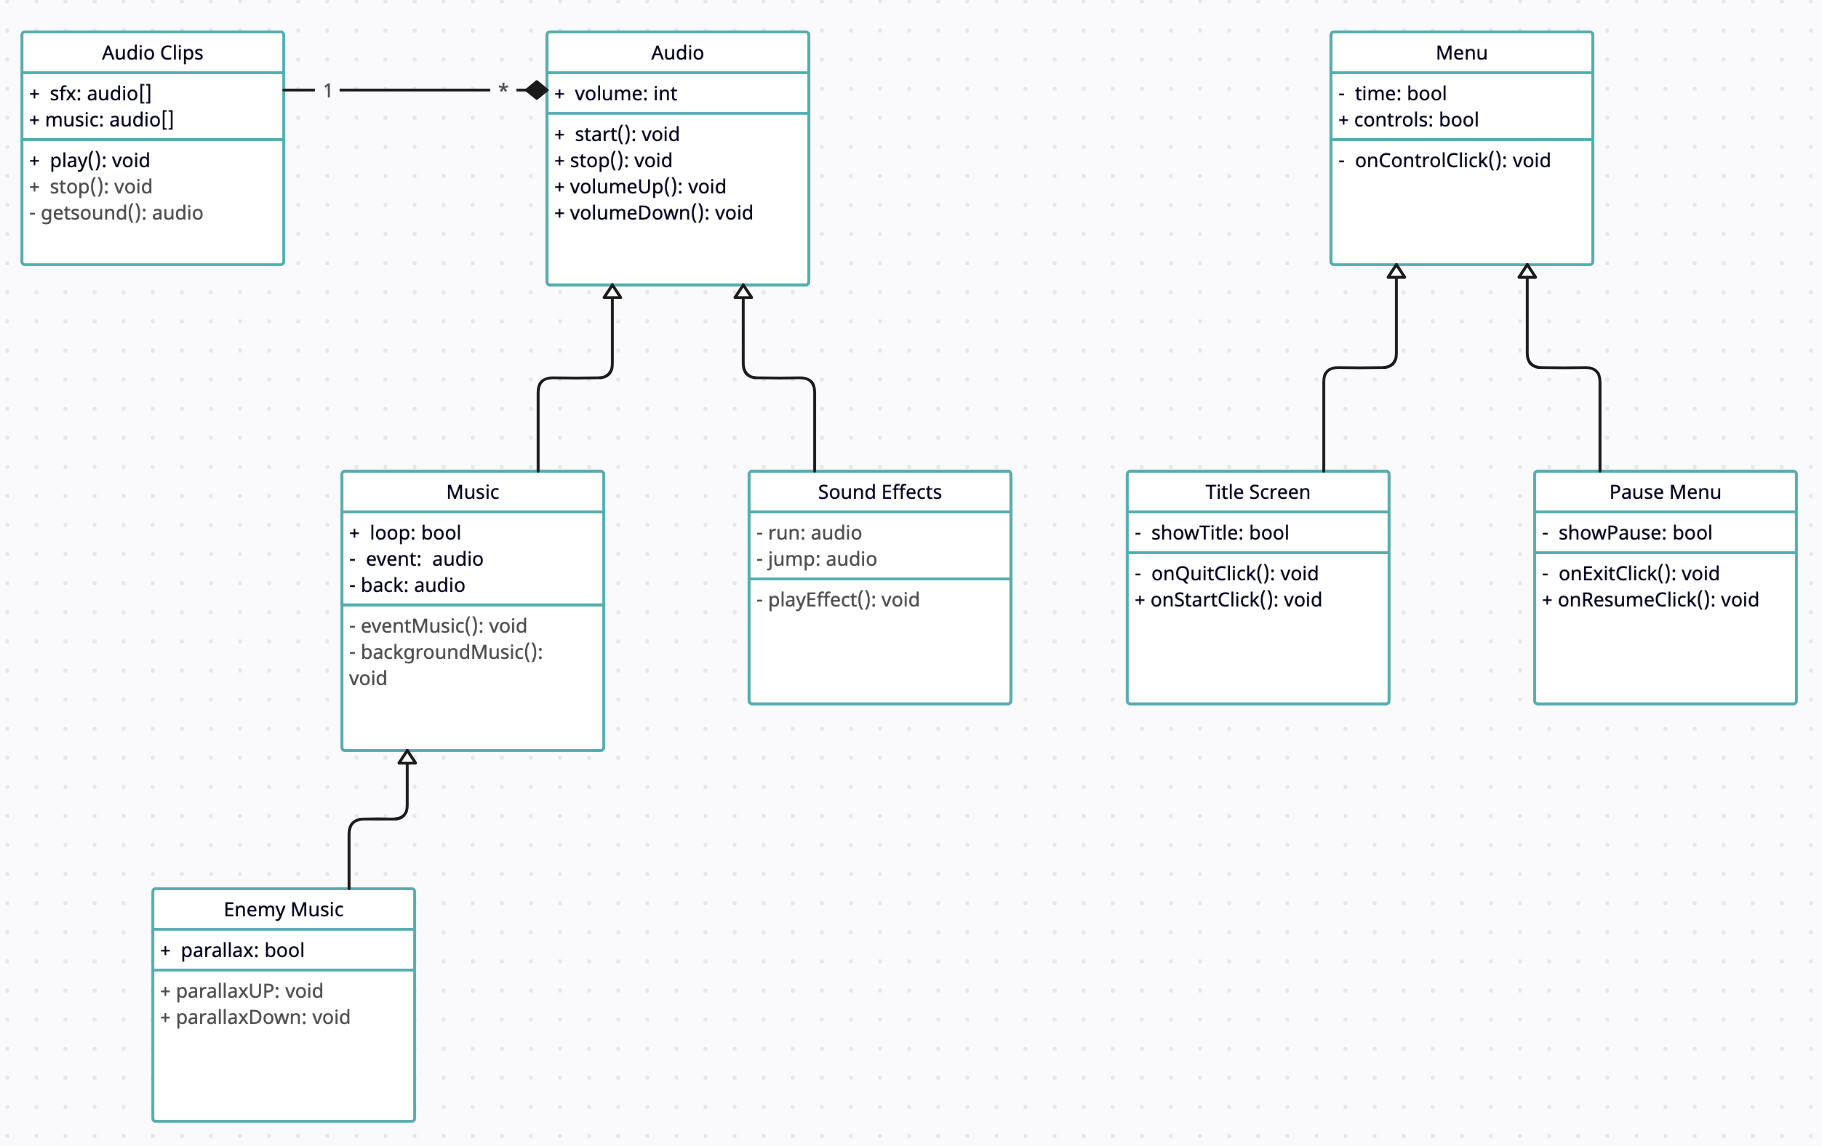 Audio Clips
+ sfx: audio[]
+ music: audio[]
+ play(): void
+ stop(): void
- getsound(): audio
1
*
Audio
+ volume: int
+ start(): void
+ stop(): void
+ volumeUp(): void
+ volumeDown(): void
Menu
- time: bool
+ controls: bool
- onControlClick(): void
Music
+ loop: bool
- event: audio
- back: audio
- eventMusic(): void
- backgroundMusic():
void
Sound Effects
- run: audio
- jump: audio
- playEffect(): void
Title Screen
- showTitle: bool
- onQuitClick(): void
+ onStartClick(): void
Pause Menu
- showPause: bool
- onExitClick(): void
+ onResumeClick(): void
Enemy Music
+ parallax: bool
+ parallaxUP: void
+ parallaxDown: void